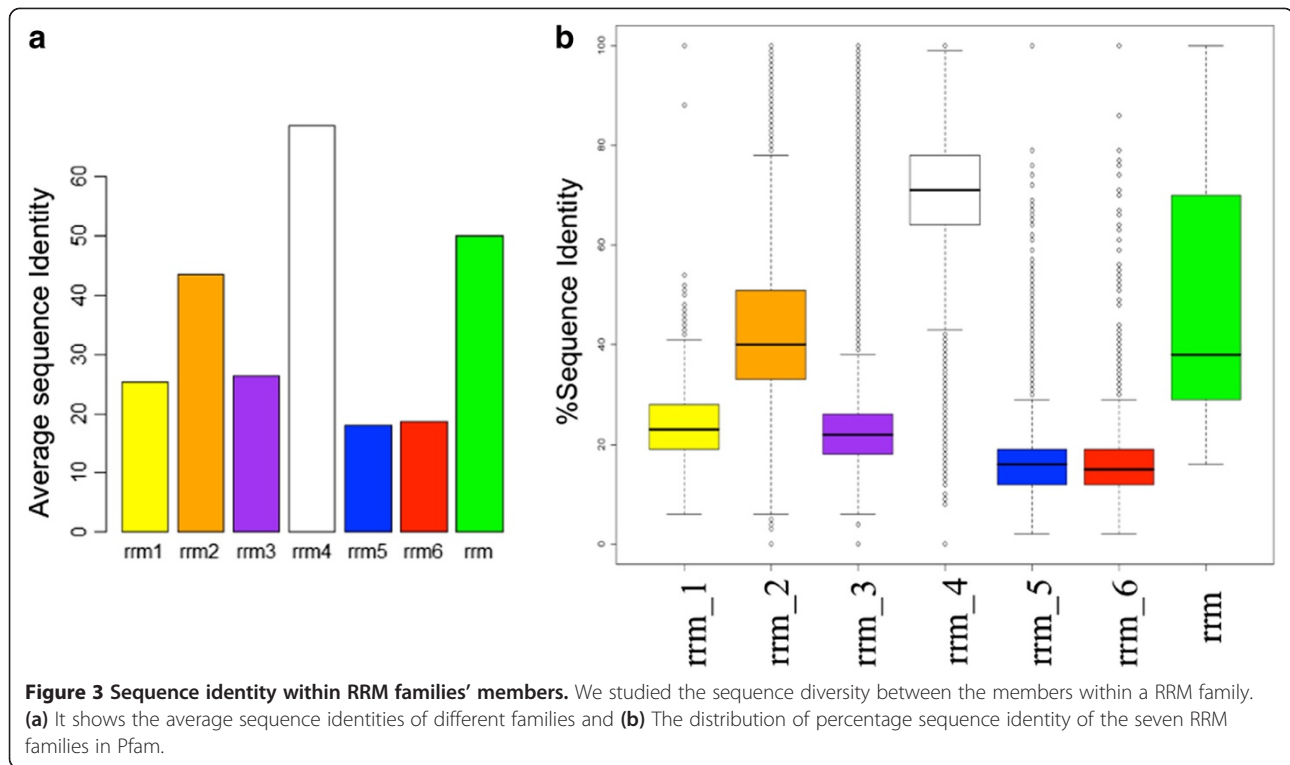 a
Average sequence Identity
0
10
20
30
40
50
60
rrm1 rrm2 rrm3 rrm4 rrm5 rrm6 rrm
b
%Sequence Identity
0
20
40
60
80
100
rrm_1 rrm_2 rrm_3 rrm_4 rrm_5 rrm_6 rrm
Figure 3 Sequence identity within RRM families’ members. We studied the sequence diversity between the members within a RRM family.
(a) It shows the average sequence identities of different families and (b) The distribution of percentage sequence identity of the seven RRM
families in Pfam.